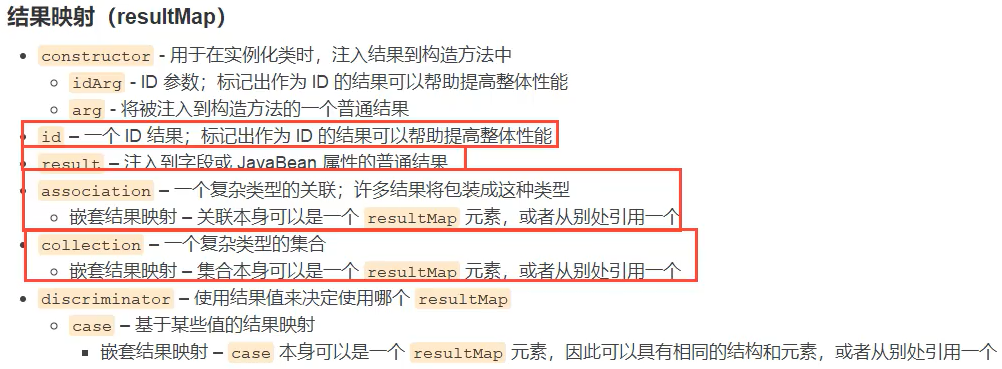 结果映射（resultMap）
constructor - 用于在实例化类时，注入结果到构造方法中
idArg - ID 参数；标记出作为 ID 的结果可以帮助提高整体性能
arg - 将被注入到构造方法的一个普通结果
id – 一个 ID 结果；标记出作为 ID 的结果可以帮助提高整体性能
result – 注入到字段或 JavaBean 属性的普通结果
association – 一个复杂类型的关联；许多结果将包装成这种类型
嵌套结果映射 – 关联本身可以是一个 resultMap 元素，或者从别处引用一个
collection – 一个复杂类型的集合
嵌套结果映射 – 集合本身可以是一个 resultMap 元素，或者从别处引用一个
discriminator – 使用结果值来决定使用哪个 resultMap
case – 基于某些值的结果映射
嵌套结果映射 – case 本身可以是一个 resultMap 元素，因此可以具有相同的结构和元素，或者从别处引用一个